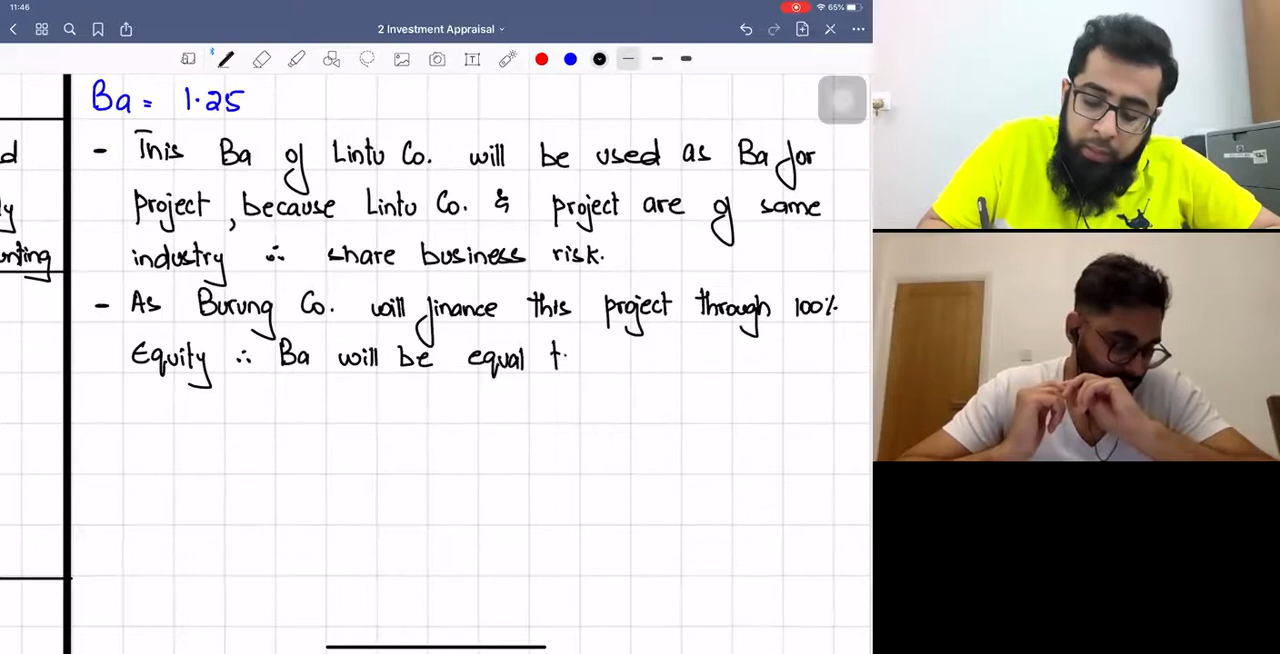 11:46
65%
2 Investment Appraisal
T
Ba = 1.25
- This Ba of Lintu Co. will be used as Ba for
project, because Lintu Co. & project are of same
industry ∴ share business risk.
- As Burung Co. will finance this project through 100%
Equity ∴ Ba will be equal t
d
y
unting